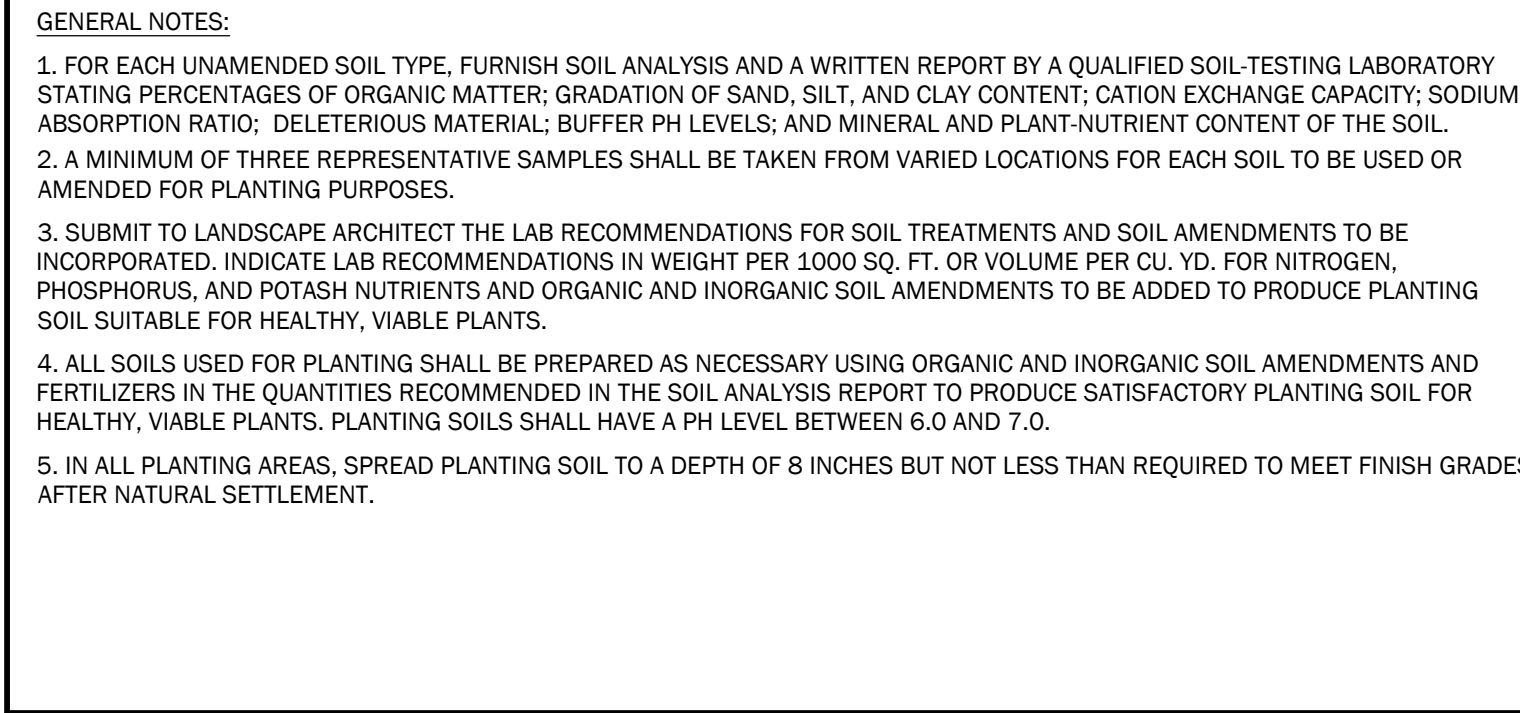 GENERAL NOTES:
1. FOR EACH UNAMENDED SOIL TYPE, FURNISH SOIL ANALYSIS AND A WRITTEN REPORT BY A QUALIFIED SOIL-TESTING LABORATORY
STATING PERCENTAGES OF ORGANIC MATTER; GRADATION OF SAND, SILT, AND CLAY CONTENT; CATION EXCHANGE CAPACITY; SODIUM
ABSORPTION RATIO;  DELETERIOUS MATERIAL; BUFFER PH LEVELS; AND MINERAL AND PLANT-NUTRIENT CONTENT OF THE SOIL.
2. A MINIMUM OF THREE REPRESENTATIVE SAMPLES SHALL BE TAKEN FROM VARIED LOCATIONS FOR EACH SOIL TO BE USED OR
AMENDED FOR PLANTING PURPOSES.
3. SUBMIT TO LANDSCAPE ARCHITECT THE LAB RECOMMENDATIONS FOR SOIL TREATMENTS AND SOIL AMENDMENTS TO BE
INCORPORATED. INDICATE LAB RECOMMENDATIONS IN WEIGHT PER 1000 SQ. FT. OR VOLUME PER CU. YD. FOR NITROGEN,
PHOSPHORUS, AND POTASH NUTRIENTS AND ORGANIC AND INORGANIC SOIL AMENDMENTS TO BE ADDED TO PRODUCE PLANTING
SOIL SUITABLE FOR HEALTHY, VIABLE PLANTS.
4. ALL SOILS USED FOR PLANTING SHALL BE PREPARED AS NECESSARY USING ORGANIC AND INORGANIC SOIL AMENDMENTS AND
FERTILIZERS IN THE QUANTITIES RECOMMENDED IN THE SOIL ANALYSIS REPORT TO PRODUCE SATISFACTORY PLANTING SOIL FOR
HEALTHY, VIABLE PLANTS. PLANTING SOILS SHALL HAVE A PH LEVEL BETWEEN 6.0 AND 7.0.
5. IN ALL PLANTING AREAS, SPREAD PLANTING SOIL TO A DEPTH OF 8 INCHES BUT NOT LESS THAN REQUIRED TO MEET FINISH GRADES
AFTER NATURAL SETTLEMENT.